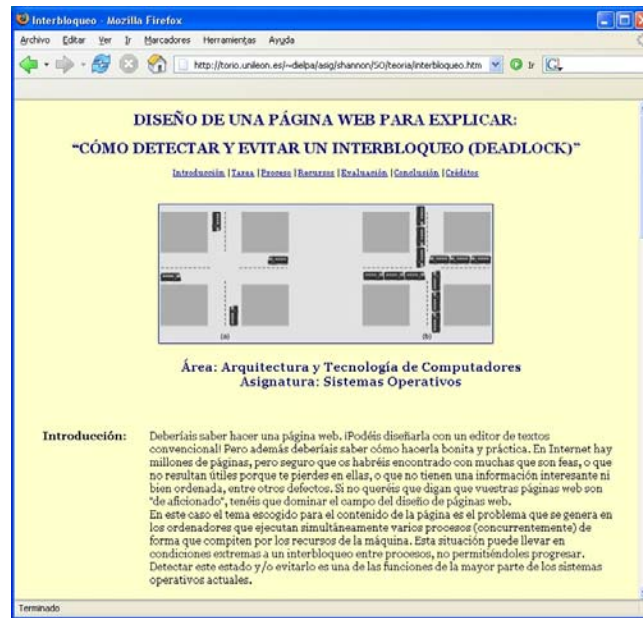 Interbloqueo - Mozilla Firefox
Archivo Editar Ver Ir Marcadores Herramientas Ayuda
http://torio.unileon.es/~dielpa/asig/shannon/SO/teoria/interbloqueo.htm Ir
DISEÑO DE UNA PÁGINA WEB PARA EXPLICAR:
“CÓMO DETECTAR Y EVITAR UN INTERBLOQUEO (DEADLOCK)”
Introducción | Tarea | Proceso | Recursos | Evaluación | Conclusión | Créditos
(a) (b)
Área: Arquitectura y Tecnología de Computadores
Asignatura: Sistemas Operativos
Introducción:
Deberíais saber hacer una página web. ¡Podéis diseñarla con un editor de textos
convencional! Pero además deberíais saber cómo hacerla bonita y práctica. En Internet hay
millones de páginas, pero seguro que os habréis encontrado con muchas que son feas, o que
no resultan útiles porque te pierdes en ellas, o que no tienen una información interesante ni
bien ordenada, entre otros defectos. Si no queréis que digan que vuestras páginas web son
"de aficionado", tenéis que dominar el campo del diseño de páginas web.
En este caso el tema escogido para el contenido de la página es el problema que se genera en
los ordenadores que ejecutan simultáneamente varios procesos (concurrentemente) de
forma que compiten por los recursos de la máquina. Esta situación puede llevar en
condiciones extremas a un interbloqueo entre procesos, no permitiéndoles progresar.
Detectar este estado y/o evitarlo es una de las funciones de la mayor parte de los sistemas
operativos actuales.
Terminado